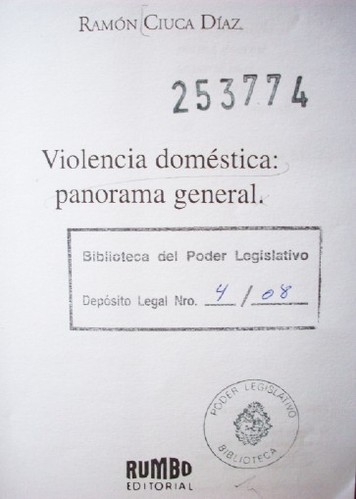 RAMÓN CIUCA DÍAZ
253774
Violencia doméstica:
panorama general.
Biblioteca del Poder Legislativo
Depósito Legal Nro. 4 / 08
PODER LEGISLATIVO
BIBLIOTECA
RUMBO
EDITORIAL